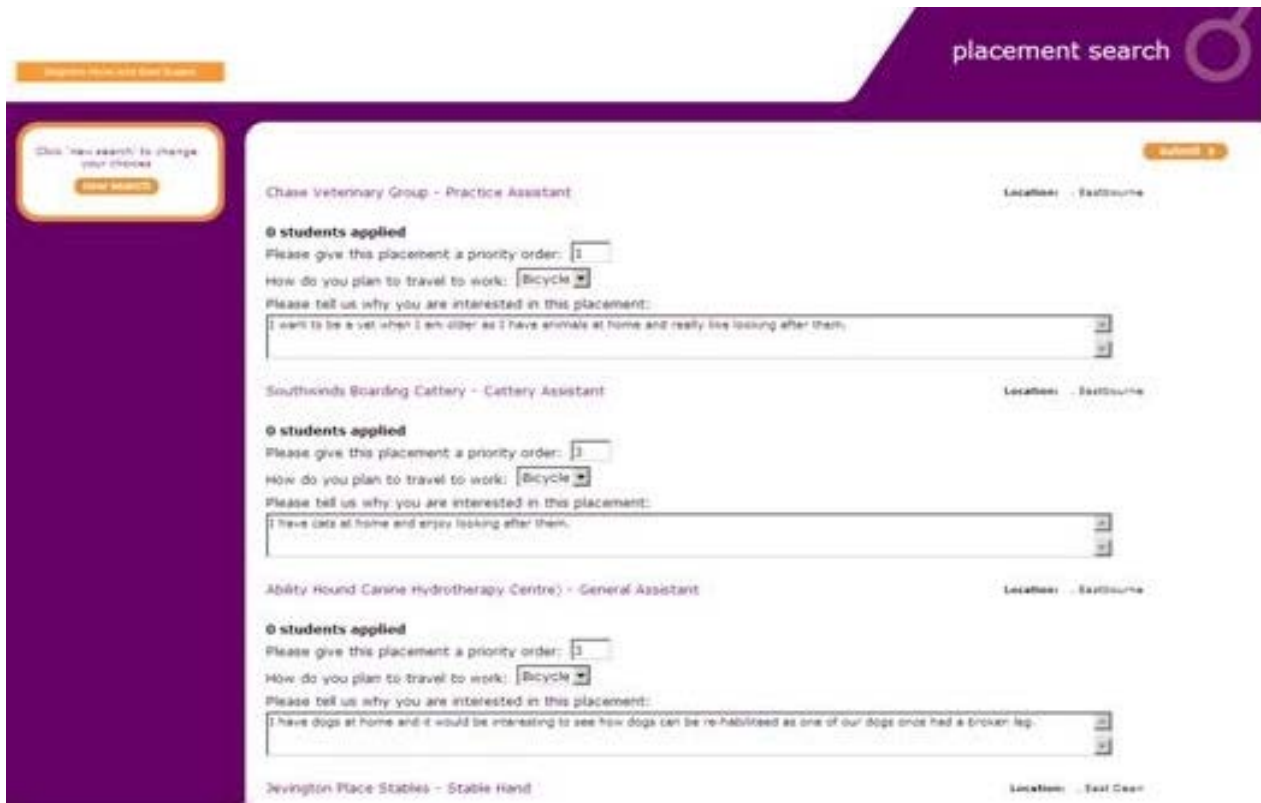 placement search
Click 'new search' to change
your choices
new search
submit
Chase Veterinary Group - Practice Assistant
Location: , Eastbourne
0 students applied
Please give this placement a priority order: 1
How do you plan to travel to work: Bicycle
Please tell us why you are interested in this placement:
I want to be a vet when I am older as I have animals at home and really like looking after them.
Southwinds Boarding Cattery - Cattery Assistant
Location: , Eastbourne
0 students applied
Please give this placement a priority order: 3
How do you plan to travel to work: Bicycle
Please tell us why you are interested in this placement:
I have cats at home and enjoy looking after them.
Ability Hound Canine Hydrotherapy Centre) - General Assistant
Location: , Eastbourne
0 students applied
Please give this placement a priority order: 3
How do you plan to travel to work: Bicycle
Please tell us why you are interested in this placement:
I have dogs at home and it would be interesting to see how dogs can be re-habiliteed as one of our dogs once had a broken leg.
Jevington Place Stables - Stable Hand
Location: , East Dean